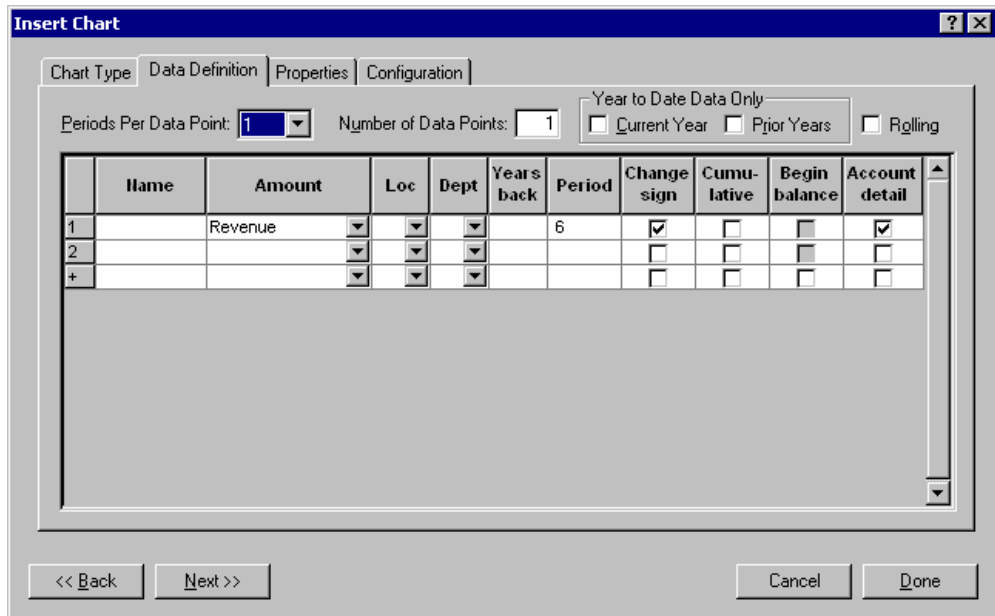 Insert Chart
Chart Type Data Definition Properties Configuration
Year to Date Data Only
Periods Per Data Point: 1 Number of Data Points: 1 Current Year Prior Years Rolling
Name Amount Loc Dept Years back Period Change sign Cumu-lative Begin balance Account detail
1 Revenue 6
2
+
<< Back Next >> Cancel Done